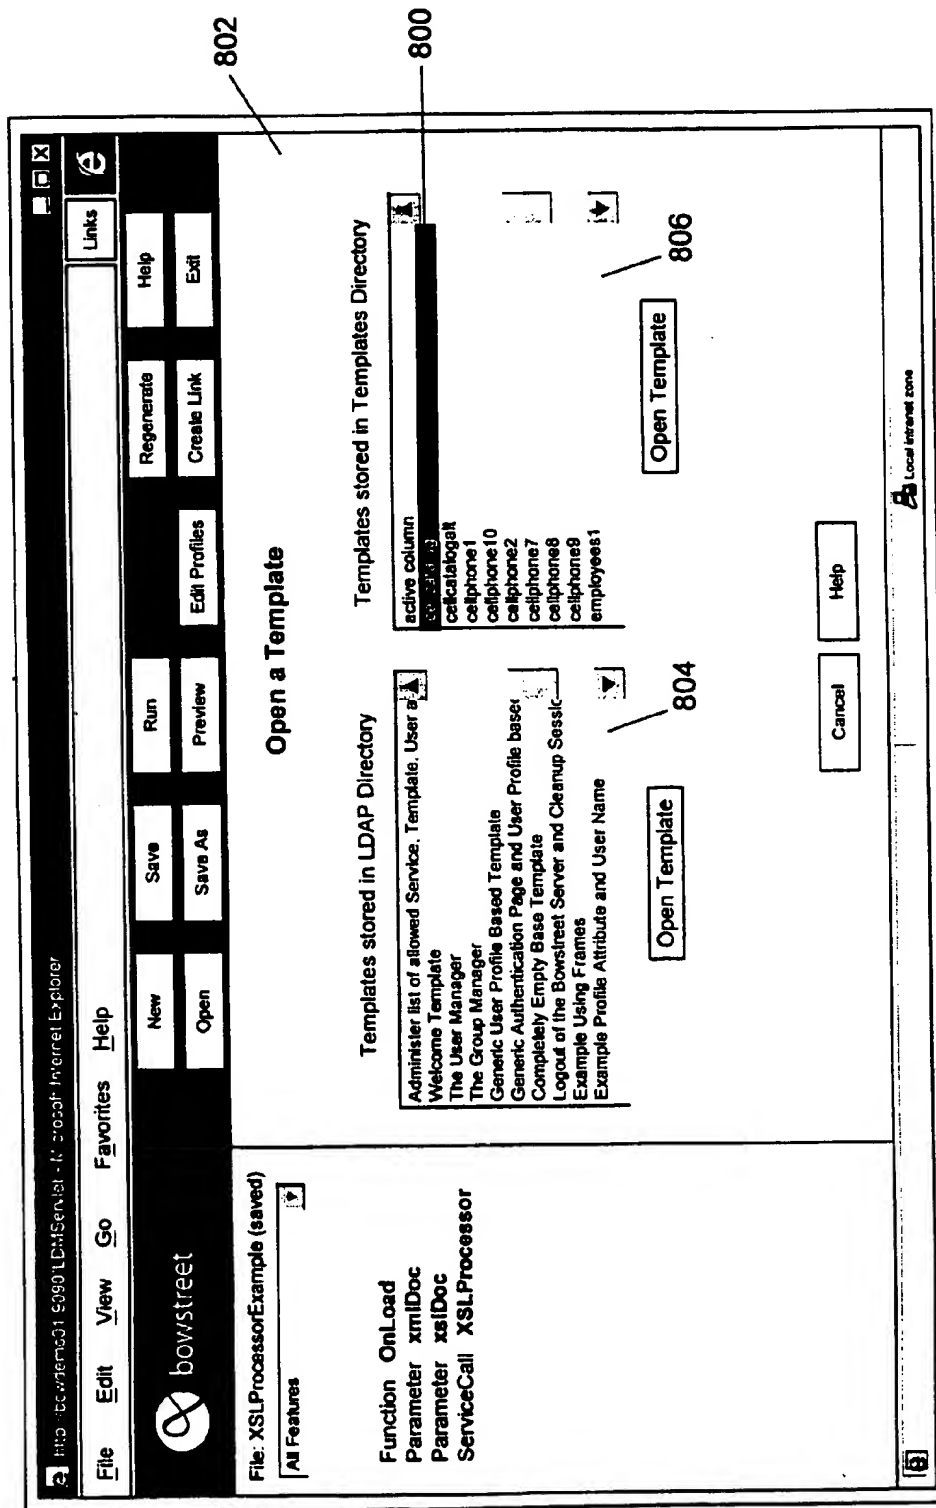 LDMServlet - Microsoft Internet Explorer
File Edit View Go Favorites Help
Links
bowstreet
New Save Run Regenerate Help
Open Save As Preview Edit Profiles Create Link Exit
File: XSLProcessorExample (saved)
All Features
Function OnLoad
Parameter xmlDoc
Parameter xslDoc
ServiceCall XSLProcessor
Open a Template
Templates stored in LDAP Directory
Administer list of allowed Service, Template, User a
Welcome Template
The User Manager
The Group Manager
Generic User Profile Based Template
Generic Authentication Page and User Profile based
Completely Empty Base Template
Logout of the Bowstreet Server and Cleanup Sessic
Example Using Frames
Example Profile Attribute and User Name
Open Template
Templates stored in Templates Directory
active column
cellcatalogalt
cellphone1
cellphone10
cellphone2
cellphone7
cellphone8
cellphone9
employees1
Open Template
Cancel Help
Local intranet zone
802
800
804
806